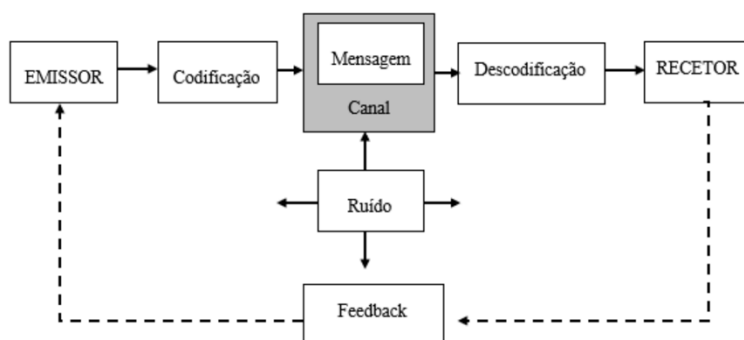 EMISSOR
Codificação
Mensagem
Canal
Descodificação
RECETOR
Ruído
Feedback